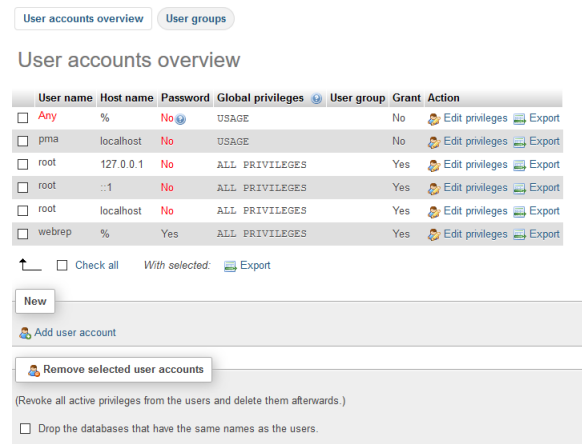 User accounts overview User groups
User accounts overview
User name Host name Password Global privileges User group Grant Action
Any % No USAGE No Edit privileges Export
pma localhost No USAGE No Edit privileges Export
root 127.0.0.1 No ALL PRIVILEGES Yes Edit privileges Export
root ::1 No ALL PRIVILEGES Yes Edit privileges Export
root localhost No ALL PRIVILEGES Yes Edit privileges Export
webrep % Yes ALL PRIVILEGES Yes Edit privileges Export
Check all With selected: Export
New
Add user account
Remove selected user accounts
(Revoke all active privileges from the users and delete them afterwards.)
Drop the databases that have the same names as the users.